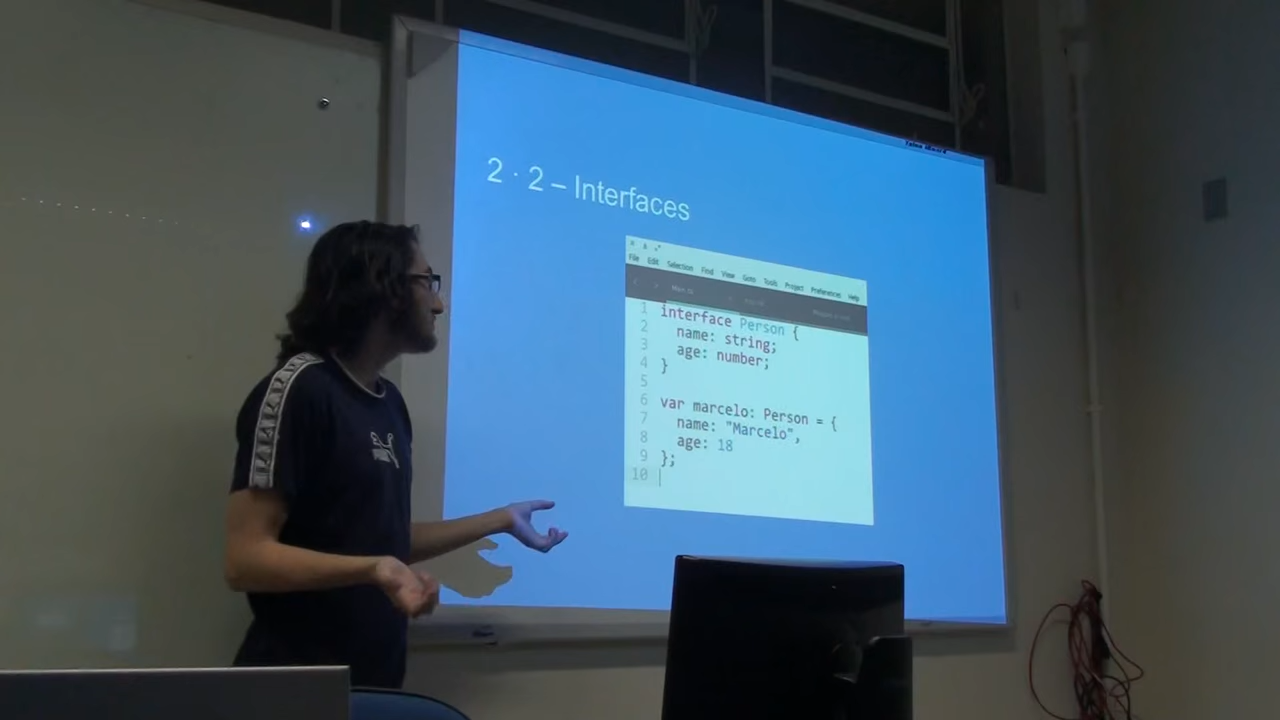 2 · 2 – Interfaces
File Edit Selection Find View Goto Tools Project Preferences Help
1 interface Person {
2 name: string;
3 age: number;
4 }
5
6 var marcelo: Person = {
7 name: "Marcelo",
8 age: 18
9 };
10